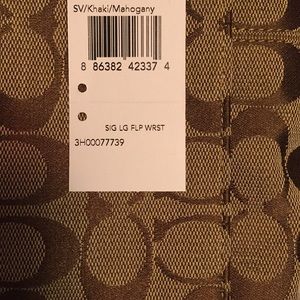 SV/Khaki/Mahogany
8 86382 42337 4
W
SIG LG FLP WRST
3H00077739